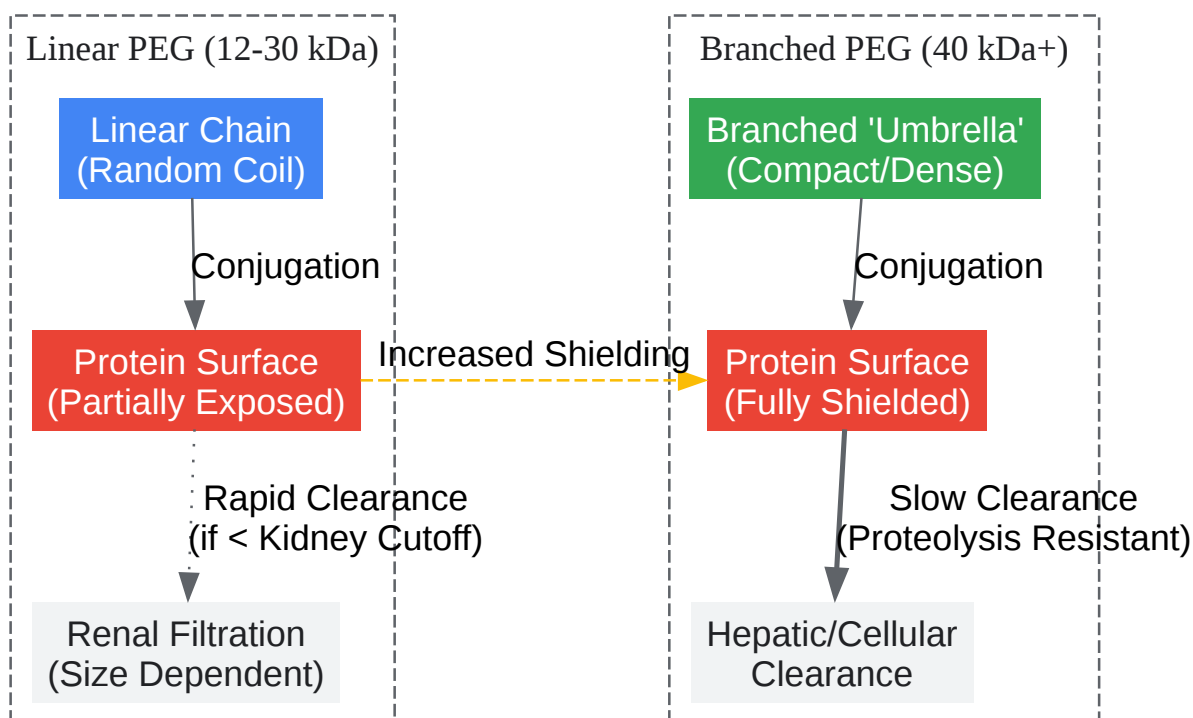 Linear PEG (12-30 kDa)
Linear Chain
(Random Coil)
Conjugation
Protein Surface
(Partially Exposed)
Rapid Clearance
(if < Kidney Cutoff)
Renal Filtration
(Size Dependent)
Increased Shielding
Branched PEG (40 kDa+)
Branched 'Umbrella'
(Compact/Dense)
Conjugation
Protein Surface
(Fully Shielded)
Slow Clearance
(Proteolysis Resistant)
Hepatic/Cellular
Clearance